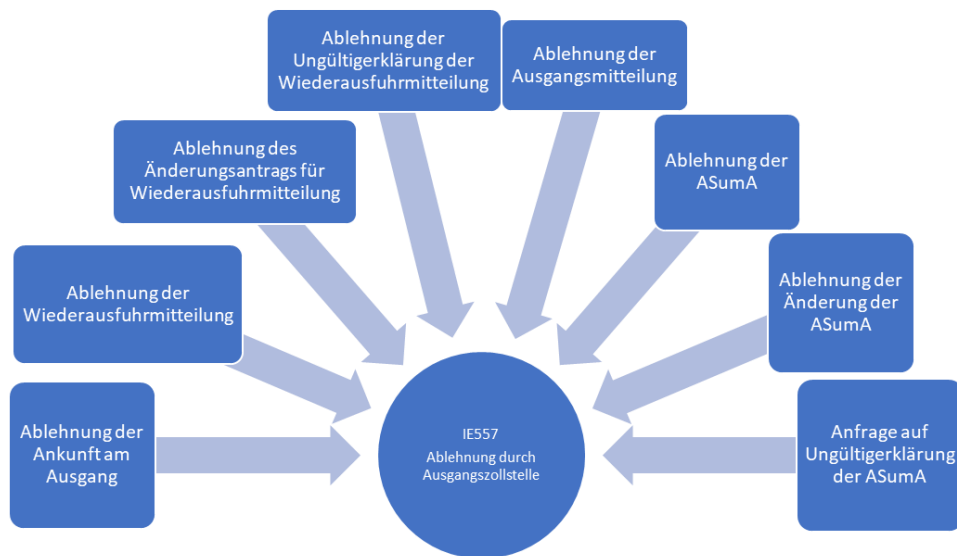 Ablehnung der
Ungültigerklärung der
Wiederausfuhrmitteilung
Ablehnung der
Ausgangsmitteilung
Ablehnung des
Änderungsantrags für
Wiederausfuhrmitteilung
Ablehnung der
ASumA
Ablehnung der
Wiederausfuhrmitteilung
Ablehnung der
Änderung der
ASumA
Ablehnung der
Ankunft am
Ausgang
IE557
Ablehnung durch
Ausgangszollstelle
Anfrage auf
Ungültigerklärung
der ASumA